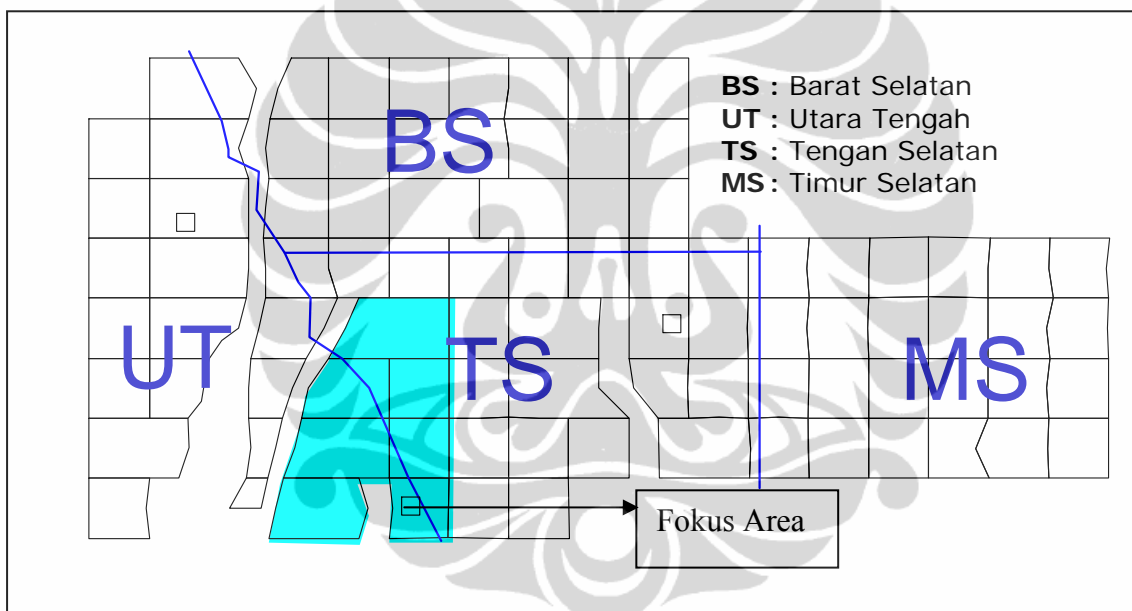 BS : Barat Selatan
UT : Utara Tengah
TS : Tengan Selatan
MS : Timur Selatan
BS
UT
TS
MS
Fokus Area